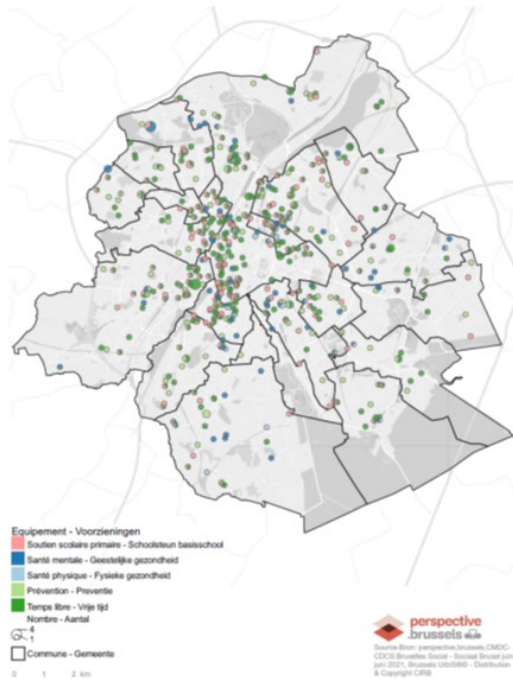 Equipement - Voorzieningen
Soutien scolaire primaire - Schoolsteun basisschool
Santé mentale - Geestelijke gezondheid
Santé physique - Fysieke gezondheid
Prévention - Preventie
Temps libre - Vrije tijd
Nombre - Aantal
4
1
Commune - Gemeente
0 1 2 km
perspective
.brussels
Source-Bron: perspective.brussels,CMDC-
CDCS Bruxelles Social - Sociaal Brussel juin
juni 2021, Brussels UrbIS®© - Distribution
& Copyright CIRB